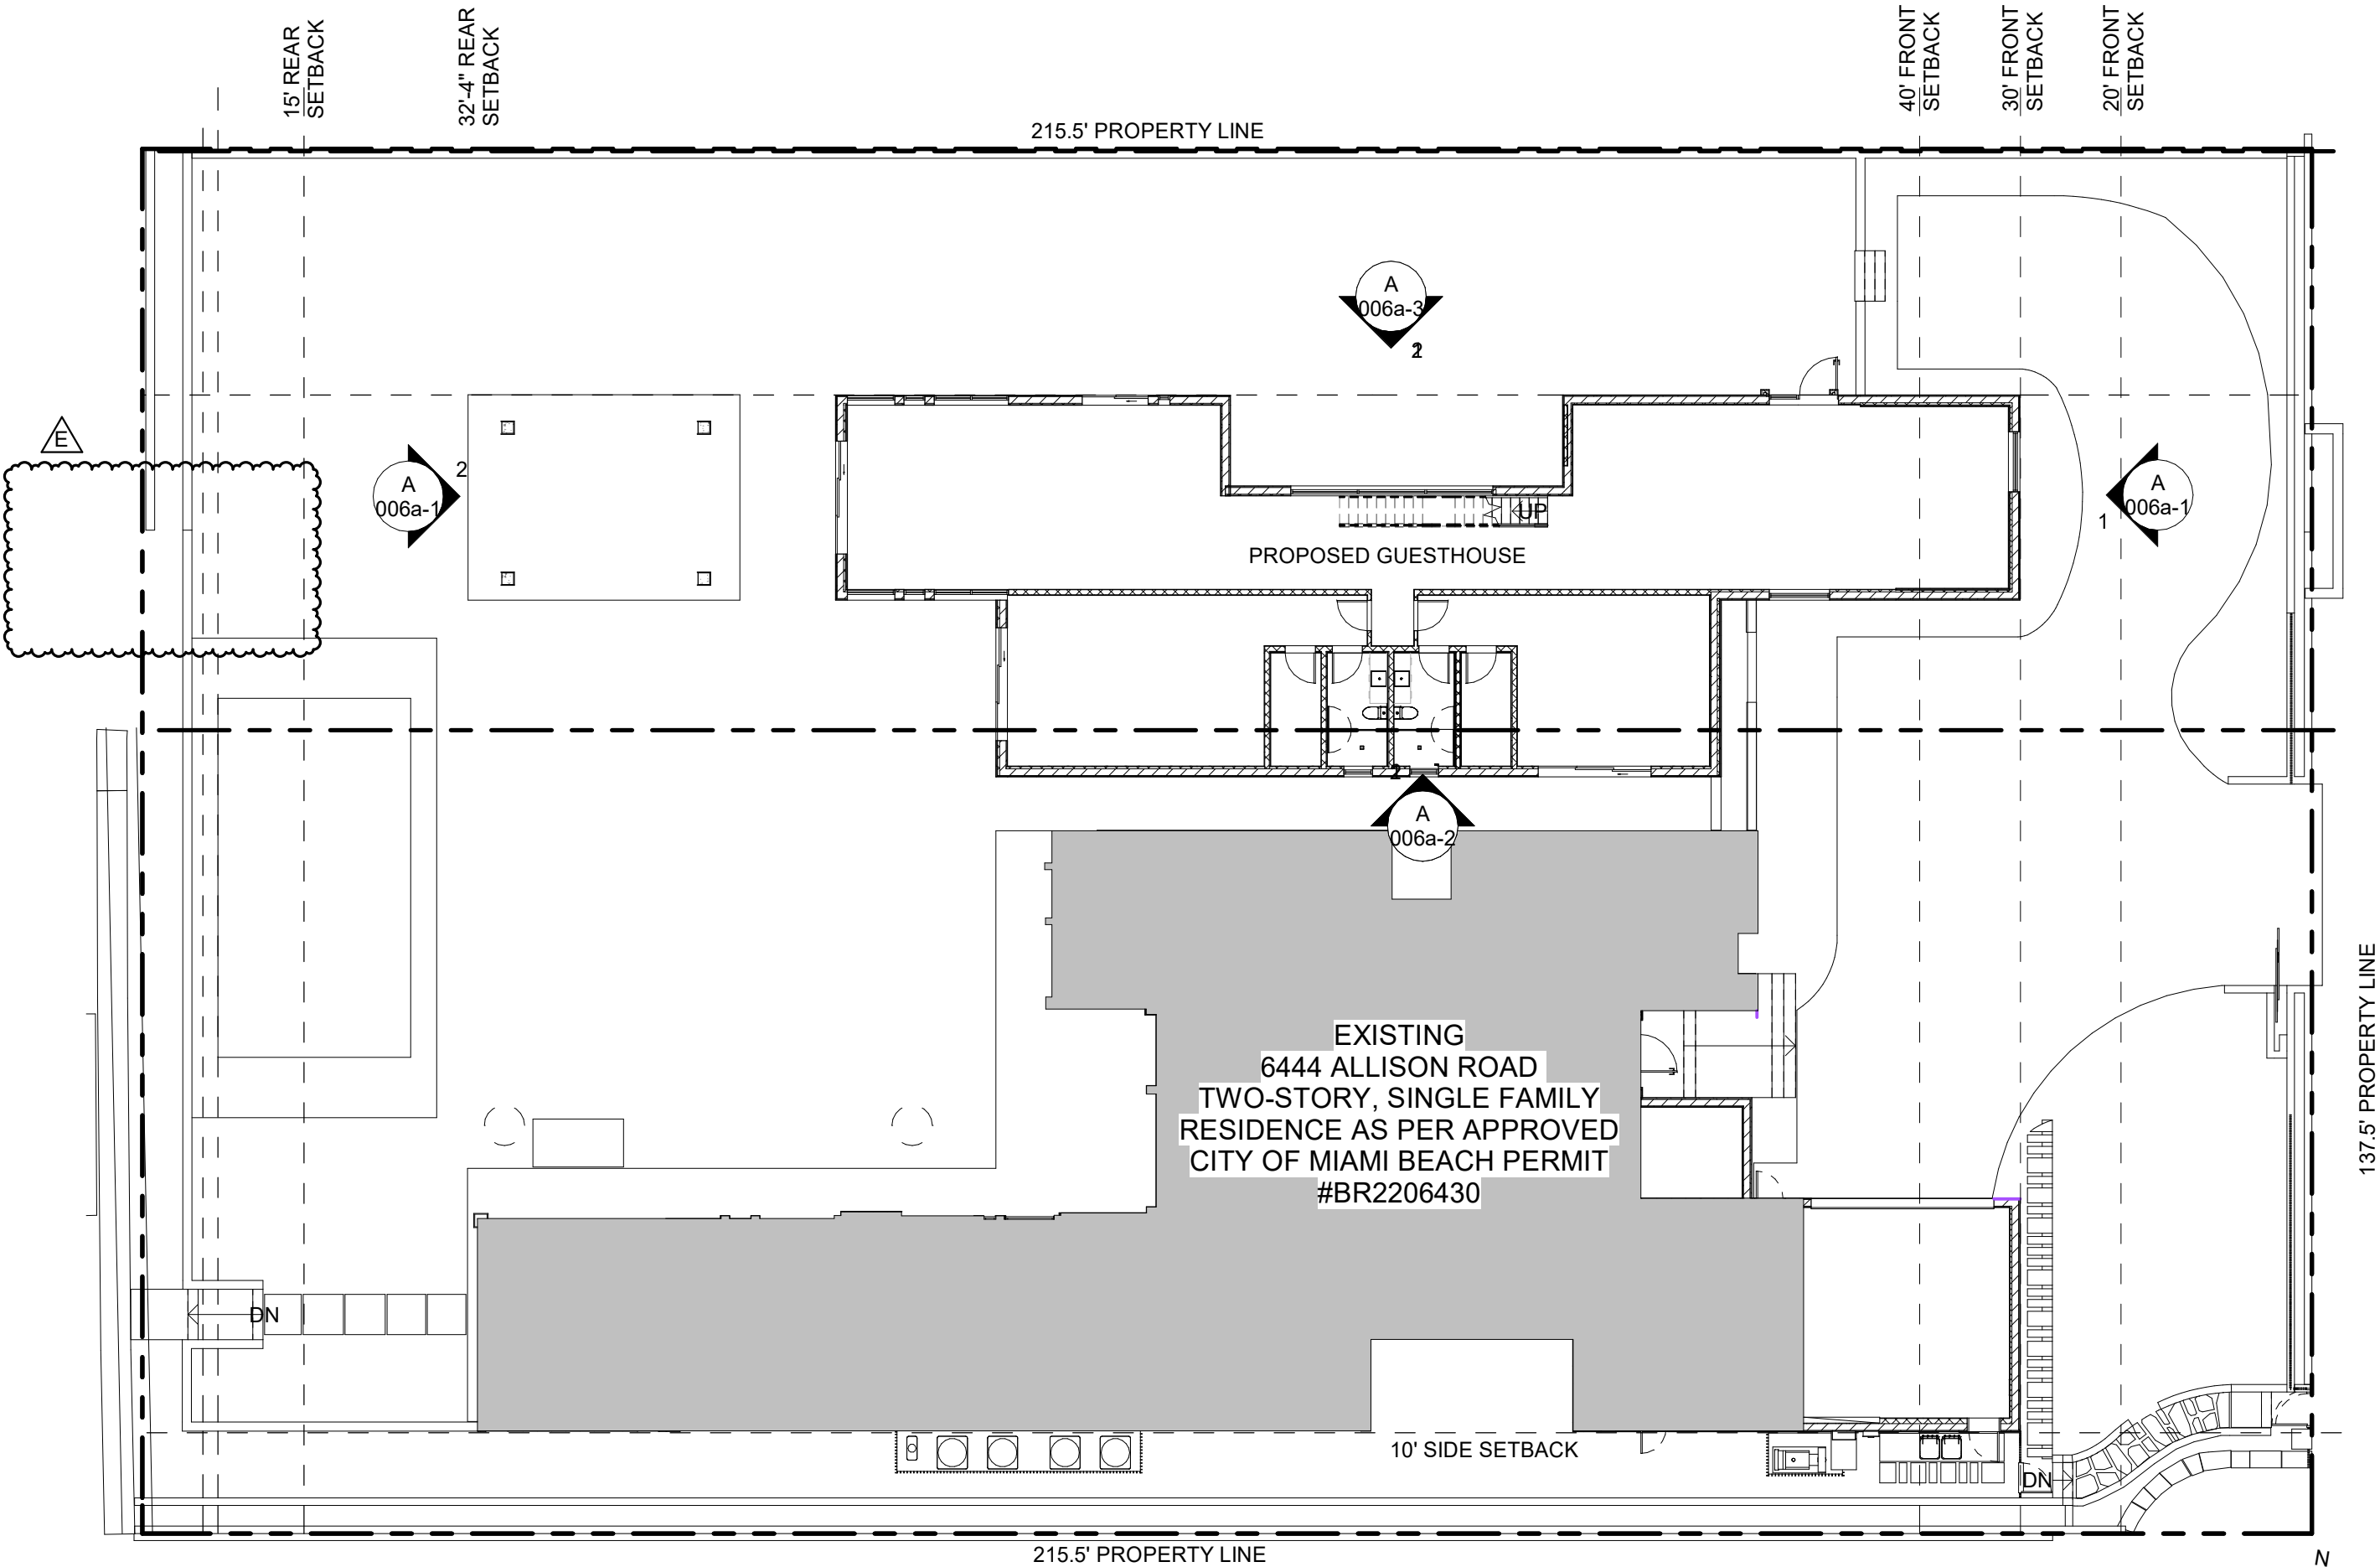 15' REAR
SETBACK
32'-4" REAR
SETBACK
40' FRONT
SETBACK
30' FRONT
SETBACK
20' FRONT
SETBACK
215.5' PROPERTY LINE
A
006a-3
E
A
006a-1
2
A
006a-1
1
UP
PROPOSED GUESTHOUSE
A
006a-2
EXISTING
6444 ALLISON ROAD
TWO-STORY, SINGLE FAMILY
RESIDENCE AS PER APPROVED
CITY OF MIAMI BEACH PERMIT
#BR2206430
137.5' PROPERTY LINE
DN
10' SIDE SETBACK
DN
215.5' PROPERTY LINE
N